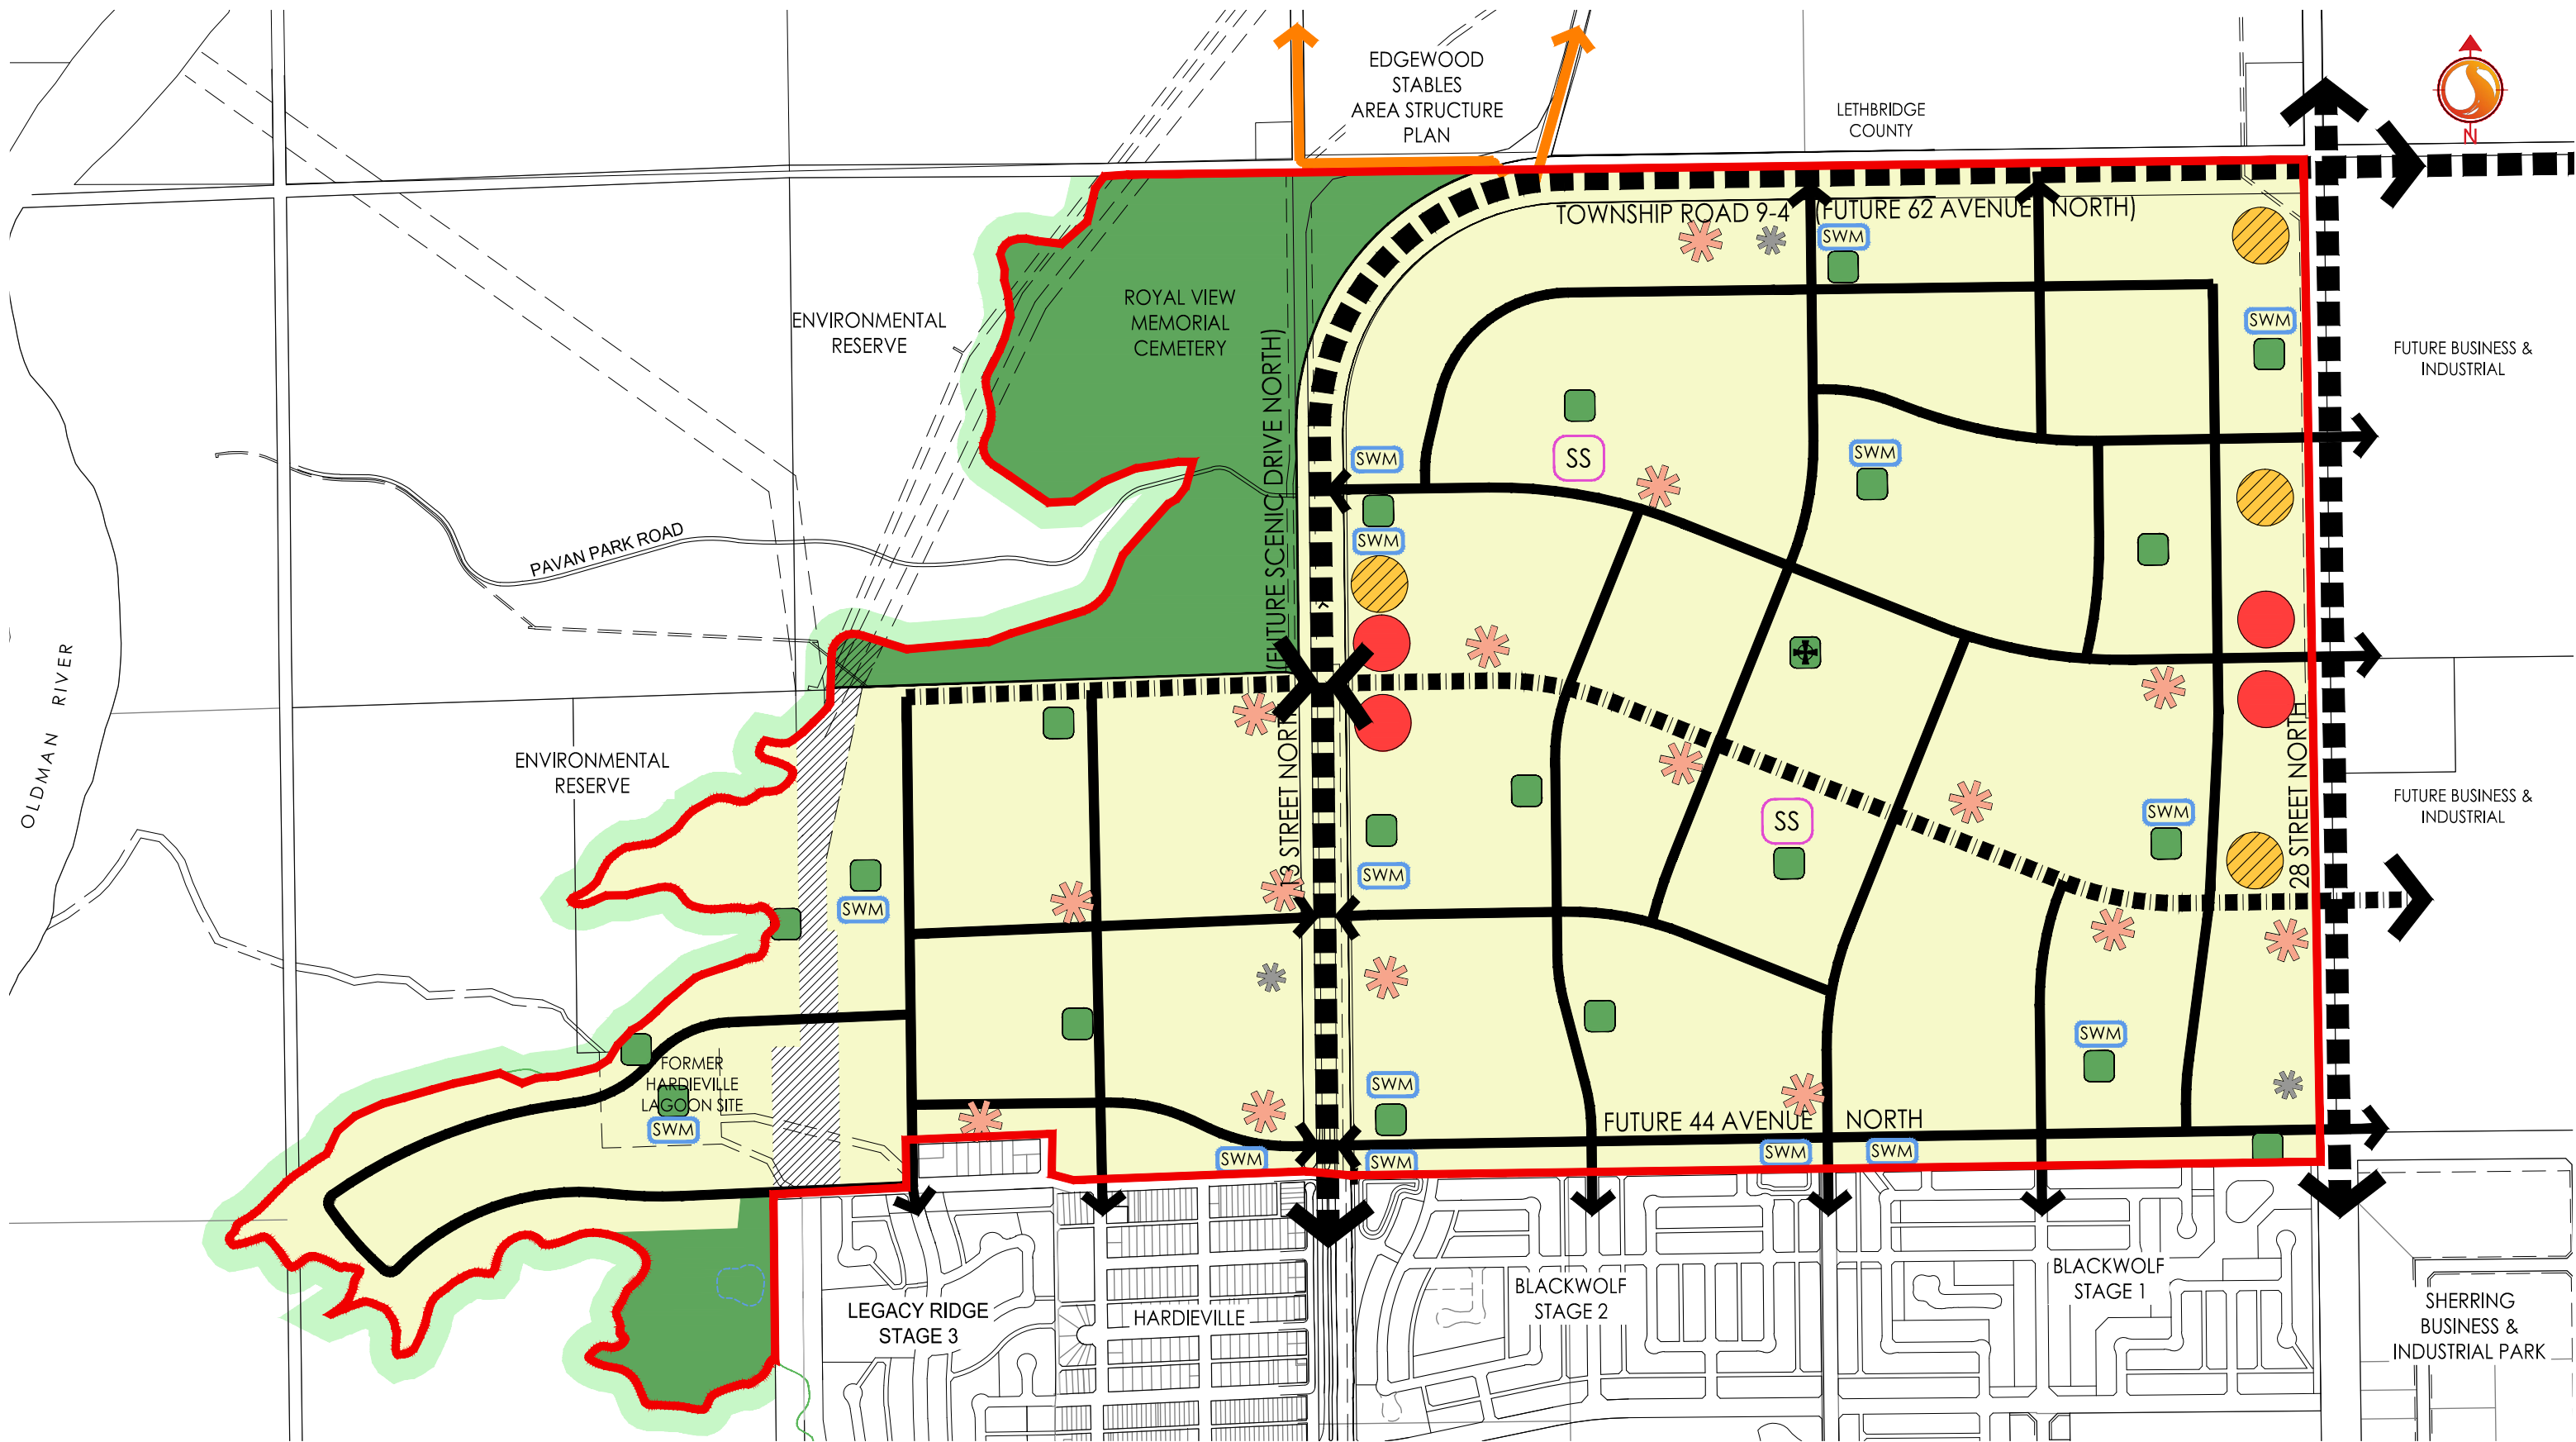 EDGEWOOD
STABLES
AREA STRUCTURE
PLAN
LETHBRIDGE
COUNTY
N
TOWNSHIP ROAD 9-4 (FUTURE 62 AVENUE NORTH)
SWM
ROYAL VIEW
MEMORIAL
CEMETERY
ENVIRONMENTAL
RESERVE
SWM
FUTURE BUSINESS &
INDUSTRIAL
(FUTURE SCENIC DRIVE NORTH)
13 STREET NORTH
SWM
SS
SWM
SWM
PAVAN PARK ROAD
OLDMAN RIVER
ENVIRONMENTAL
RESERVE
28 STREET NORTH
FUTURE BUSINESS &
INDUSTRIAL
SS
SWM
SWM
SWM
SWM
FORMER
HARDIEVILLE
LAGOON SITE
SWM
SWM
FUTURE 44 AVENUE NORTH
SWM
SWM
SWM
SWM
LEGACY RIDGE
STAGE 3
HARDIEVILLE
BLACKWOLF
STAGE 2
BLACKWOLF
STAGE 1
SHERRING
BUSINESS &
INDUSTRIAL PARK